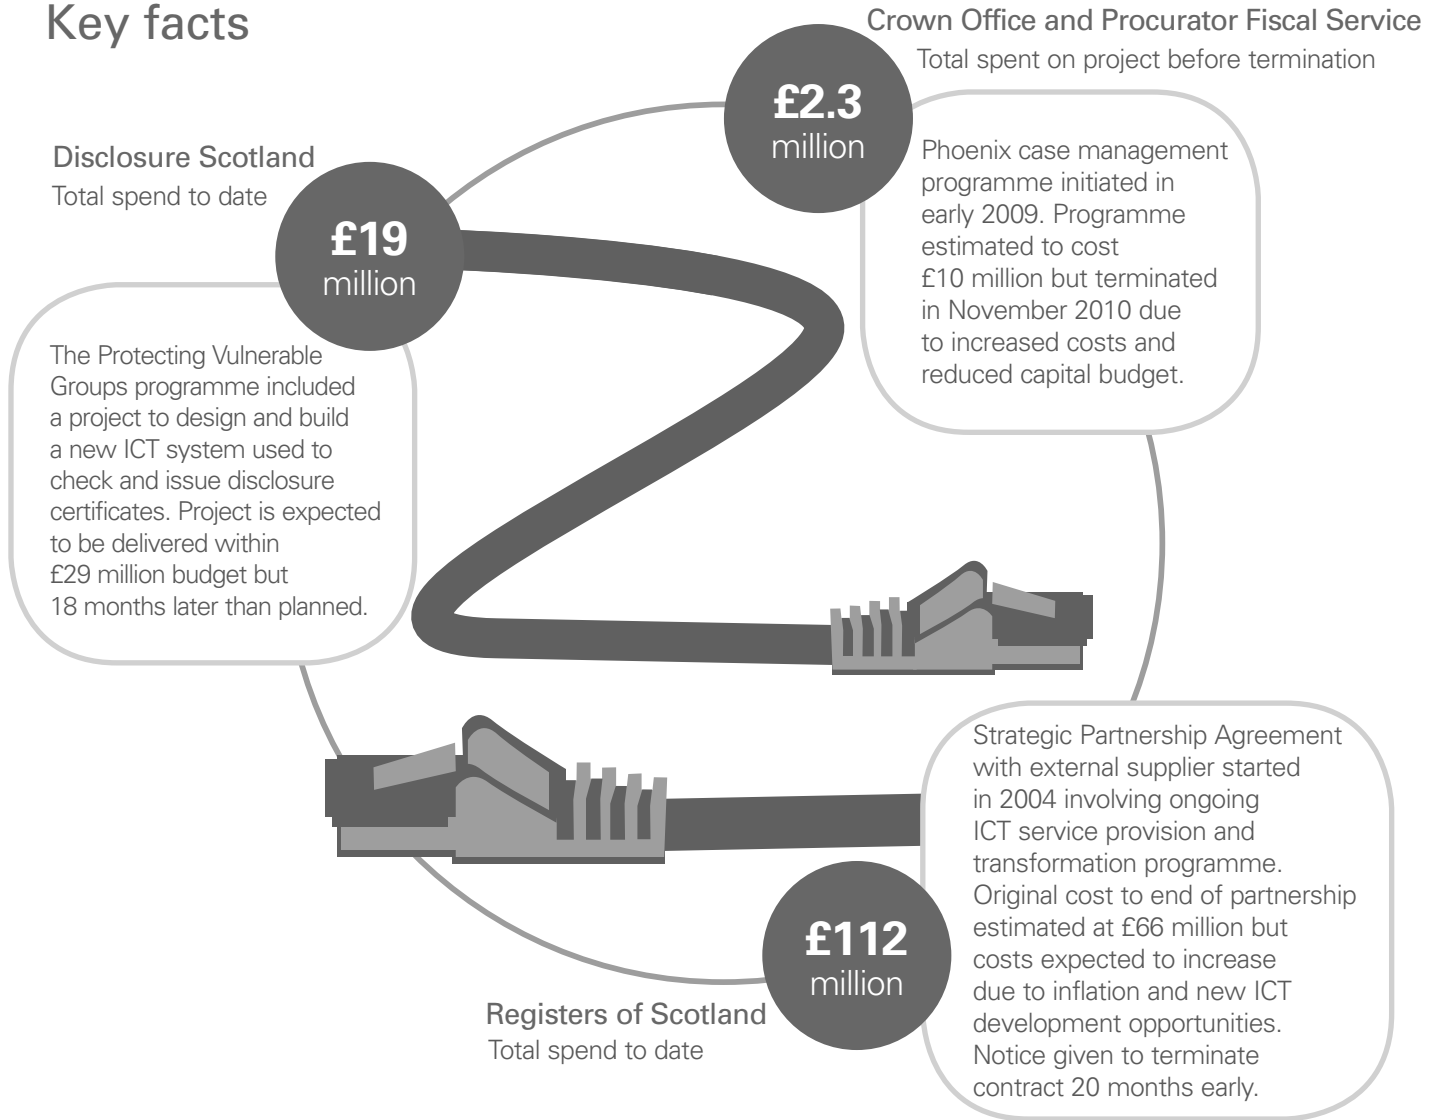 Key facts
Crown Office and Procurator Fiscal Service
Total spent on project before termination
£2.3
million
Phoenix case management
programme initiated in
early 2009. Programme
estimated to cost
£10 million but terminated
in November 2010 due
to increased costs and
reduced capital budget.
Disclosure Scotland
Total spend to date
£19
million
The Protecting Vulnerable
Groups programme included
a project to design and build
a new ICT system used to
check and issue disclosure
certificates. Project is expected
to be delivered within
£29 million budget but
18 months later than planned.
Strategic Partnership Agreement
with external supplier started
in 2004 involving ongoing
ICT service provision and
transformation programme.
Original cost to end of partnership
estimated at £66 million but
costs expected to increase
due to inflation and new ICT
development opportunities.
Notice given to terminate
contract 20 months early.
£112
million
Registers of Scotland
Total spend to date